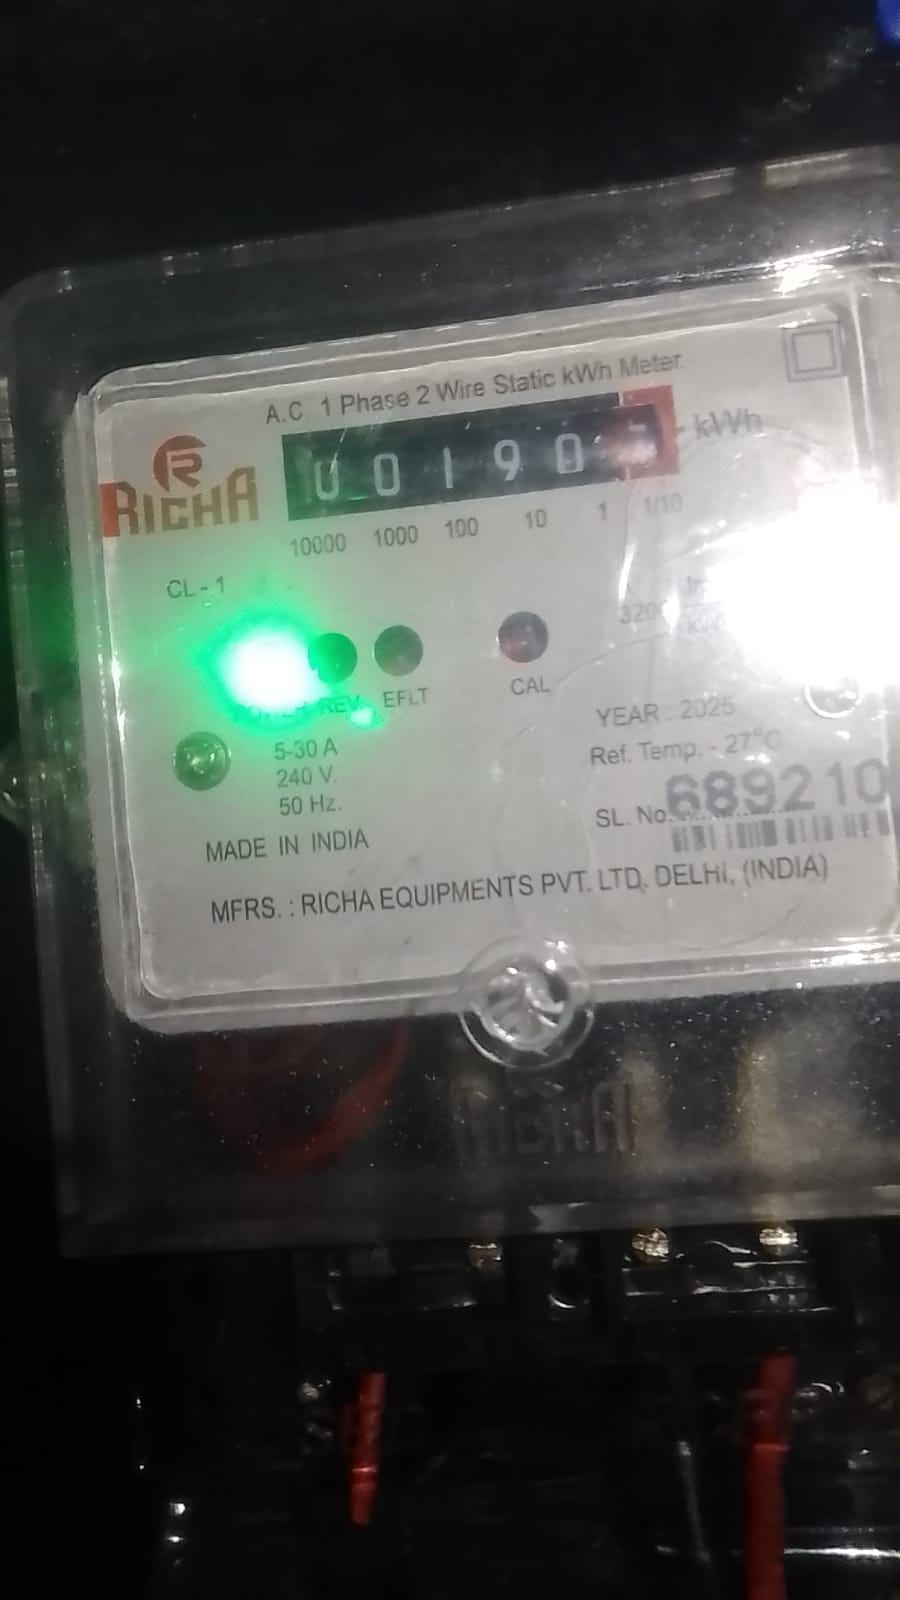 A.C 1 Phase 2 Wire Static kWh Meter
RICHA
0 0 1 9 0
kWh
10000 1000 100 10 1 1/10
CL - 1
320
REV EFLT CAL
5-30 A
240 V.
50 Hz.
YEAR 2025
Ref. Temp. - 27°C
SL. No. 689210
MADE IN INDIA
MFRS. : RICHA EQUIPMENTS PVT. LTD. DELHI, (INDIA)
RICHA